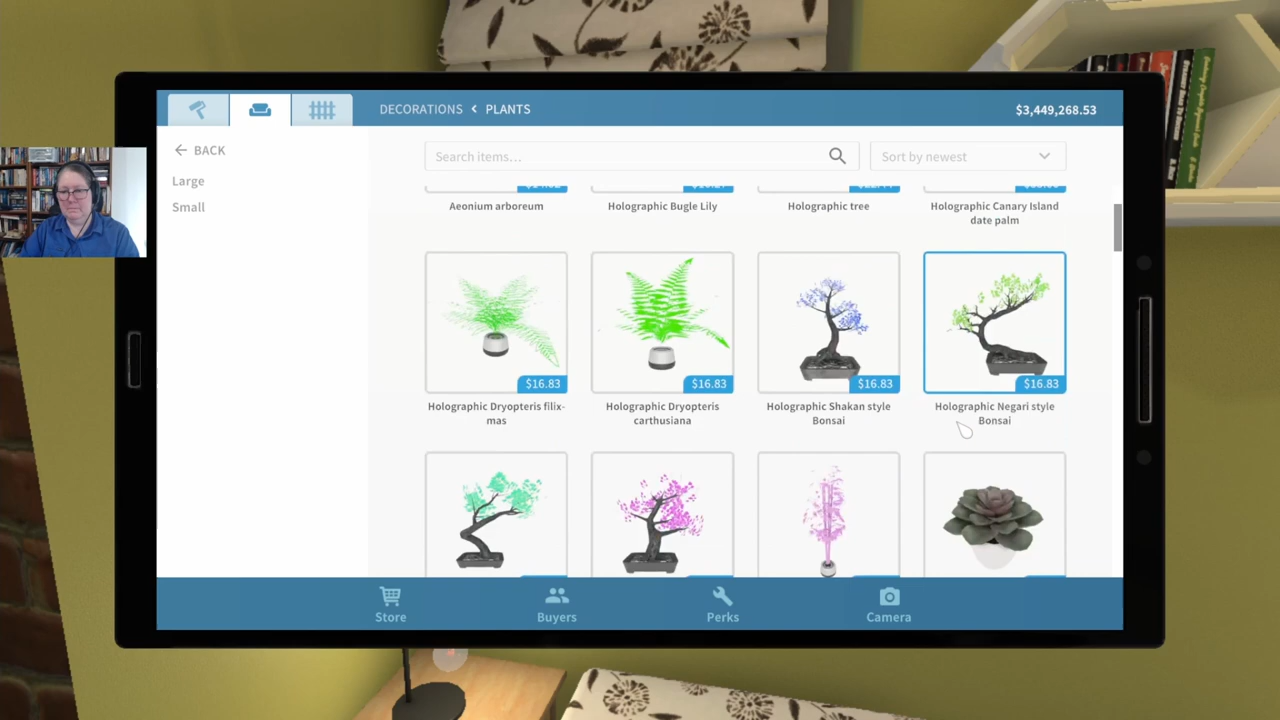 DECORATIONS < PLANTS
$3,449,268.53
BACK
Search items...
Sort by newest
Large
Small
Aeonium arboreum
Holographic Bugle Lily
Holographic tree
Holographic Canary Island
date palm
$16.83
$16.83
$16.83
$16.83
Holographic Dryopteris filix-
mas
Holographic Dryopteris
carthusiana
Holographic Shakan style
Bonsai
Holographic Negari style
Bonsai
Store
Buyers
Perks
Camera